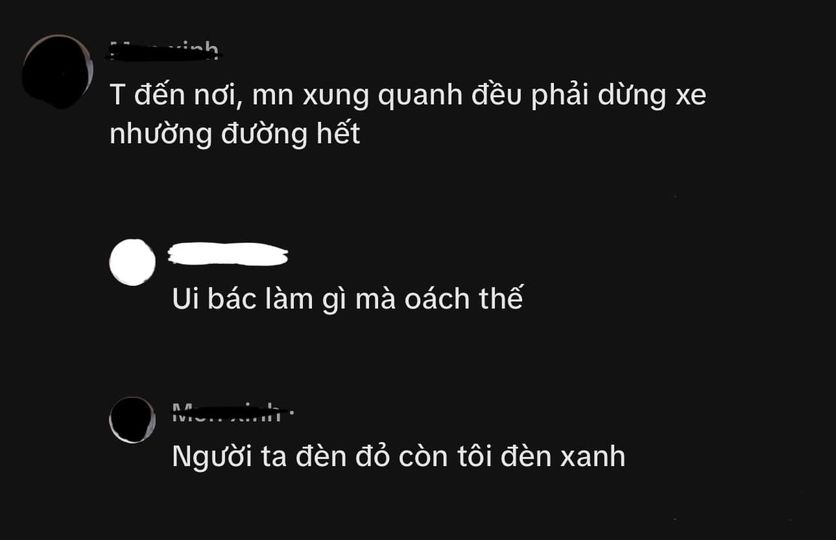 T đến nơi, mn xung quanh đều phải dừng xe
nhường đường hết
Ui bác làm gì mà oách thế
Người ta đèn đỏ còn tôi đèn xanh